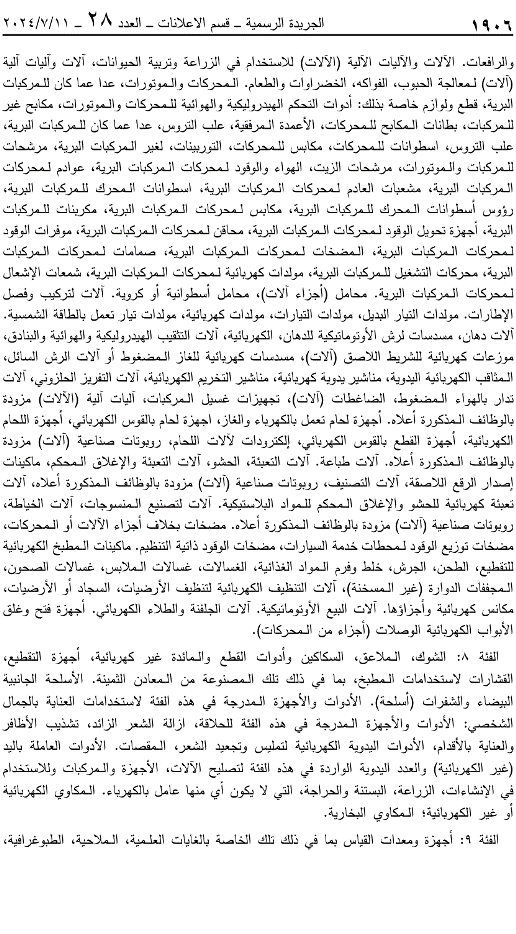 ١٩٠٦ الجريدة الرسمية – قسم الاعلانات – العدد ٢٨ – ٢٠٢٤/٧/١١
والرافعات. الآلات والآليات الآلية (الآلات) للاستخدام في الزراعة وتربية الحيوانات، آلات وآليات آلية
(آلات) لمعالجة الحبوب، الفواكه، الخضراوات والطعام. المحركات والموتورات، عدا عما كان للمركبات
البرية، قطع ولوازم خاصة بذلك: أدوات التحكم الهيدروليكية والهوائية للمحركات والموتورات، مكابح غير
للمركبات، بطانات المكابح للمحركات، الأعمدة المرفقية، علب التروس، عدا عما كان للمركبات البرية،
علب التروس، اسطوانات للمحركات، مكابس للمحركات، التوربينات، لغير المركبات البرية، مرشحات
للمركبات والموتورات، مرشحات الزيت، الهواء والوقود لمحركات المركبات البرية، عوادم لمحركات
المركبات البرية، مشعبات العادم لمحركات المركبات البرية، اسطوانات المحرك للمركبات البرية،
رؤوس أسطوانات المحرك للمركبات البرية، مكابس لمحركات المركبات البرية، مكربنات للمركبات
البرية، أجهزة تحويل الوقود لمحركات المركبات البرية، محاقن لمحركات المركبات البرية، موفرات الوقود
لمحركات المركبات البرية، المضخات لمحركات المركبات البرية، صمامات لمحركات المركبات
البرية، محركات التشغيل للمركبات البرية، مولدات كهربائية لمحركات المركبات البرية، شمعات الإشعال
لمحركات المركبات البرية. محامل (أجزاء آلات)، محامل أسطوانية أو كروية. آلات لتركيب وفصل
الإطارات. مولدات التيار البديل، مولدات التيارات، مولدات كهربائية، مولدات تيار تعمل بالطاقة الشمسية.
آلات دهان، مسدسات لرش الأوتوماتيكية للدهان، الكهربائية، آلات التثقيب الهيدروليكية والهوائية والبنادق،
موزعات كهربائية للشريط اللاصق (آلات)، مسدسات كهربائية للغاز المضغوط أو آلات الرش السائل،
المثاقب الكهربائية اليدوية، مناشير يدوية كهربائية، مناشير التخريم الكهربائية، آلات التفريز الحلزوني، آلات
تدار بالهواء المضغوط، الضاغطات (آلات)، تجهيزات غسيل المركبات، آليات آلية (الآلات) مزودة
بالوظائف المذكورة أعلاه. أجهزة لحام تعمل بالكهرباء والغاز، اجهزة لحام بالقوس الكهربائي، أجهزة اللحام
الكهربائية، أجهزة القطع بالقوس الكهربائي، إلكترودات لآلات اللحام، روبوتات صناعية (آلات) مزودة
بالوظائف المذكورة أعلاه. آلات طباعة. آلات التعبئة، الحشو، آلات التعبئة والإغلاق المحكم، ماكينات
إصدار الرقع اللاصقة، آلات التصنيف، روبوتات صناعية (آلات) مزودة بالوظائف المذكورة أعلاه، آلات
تعبئة كهربائية للحشو والإغلاق المحكم للمواد البلاستيكية. آلات لتصنيع المنسوجات، آلات الخياطة،
روبوتات صناعية (آلات) مزودة بالوظائف المذكورة أعلاه. مضخات بخلاف أجزاء الآلات أو المحركات،
مضخات توزيع الوقود لمحطات خدمة السيارات، مضخات الوقود ذاتية التنظيم. ماكينات المطبخ الكهربائية
للتقطيع، الطحن، الجرش، خلط وفرم المواد الغذائية، الغسالات، غسالات الملابس، غسالات الصحون،
المجففات الدوارة (غير المسخنة)، آلات التنظيف الكهربائية لتنظيف الأرضيات، السجاد أو الأرضيات،
مكانس كهربائية وأجزاؤها. آلات البيع الأوتوماتيكية. آلات الجلفنة والطلاء الكهربائي. أجهزة فتح وغلق
الأبواب الكهربائية الوصلات (أجزاء من المحركات).
الفئة ٨: الشوك، الملاعق، السكاكين وأدوات القطع والمائدة غير كهربائية، أجهزة التقطيع،
القشارات لاستخدامات المطبخ، بما في ذلك تلك المصنوعة من المعادن الثمينة. الأسلحة الجانبية
البيضاء والشفرات (أسلحة). الأدوات والأجهزة المدرجة في هذه الفئة لاستخدامات العناية بالجمال
الشخصي: الأدوات والأجهزة المدرجة في هذه الفئة للحلاقة، ازالة الشعر الزائد، تشذيب الأظافر
والعناية بالأقدام، الأدوات اليدوية الكهربائية لتمليس وتجعيد الشعر، المقصات. الأدوات العاملة باليد
(غير الكهربائية) والعدد اليدوية الواردة في هذه الفئة لتصليح الآلات، الأجهزة والمركبات وللاستخدام
في الإنشاءات، الزراعة، البستنة والحراجة، التي لا يكون أي منها عامل بالكهرباء. المكاوي الكهربائية
أو غير الكهربائية؛ المكاوي البخارية.
الفئة ٩: أجهزة ومعدات القياس بما في ذلك تلك الخاصة بالغايات العلمية، الملاحية، الطبوغرافية،